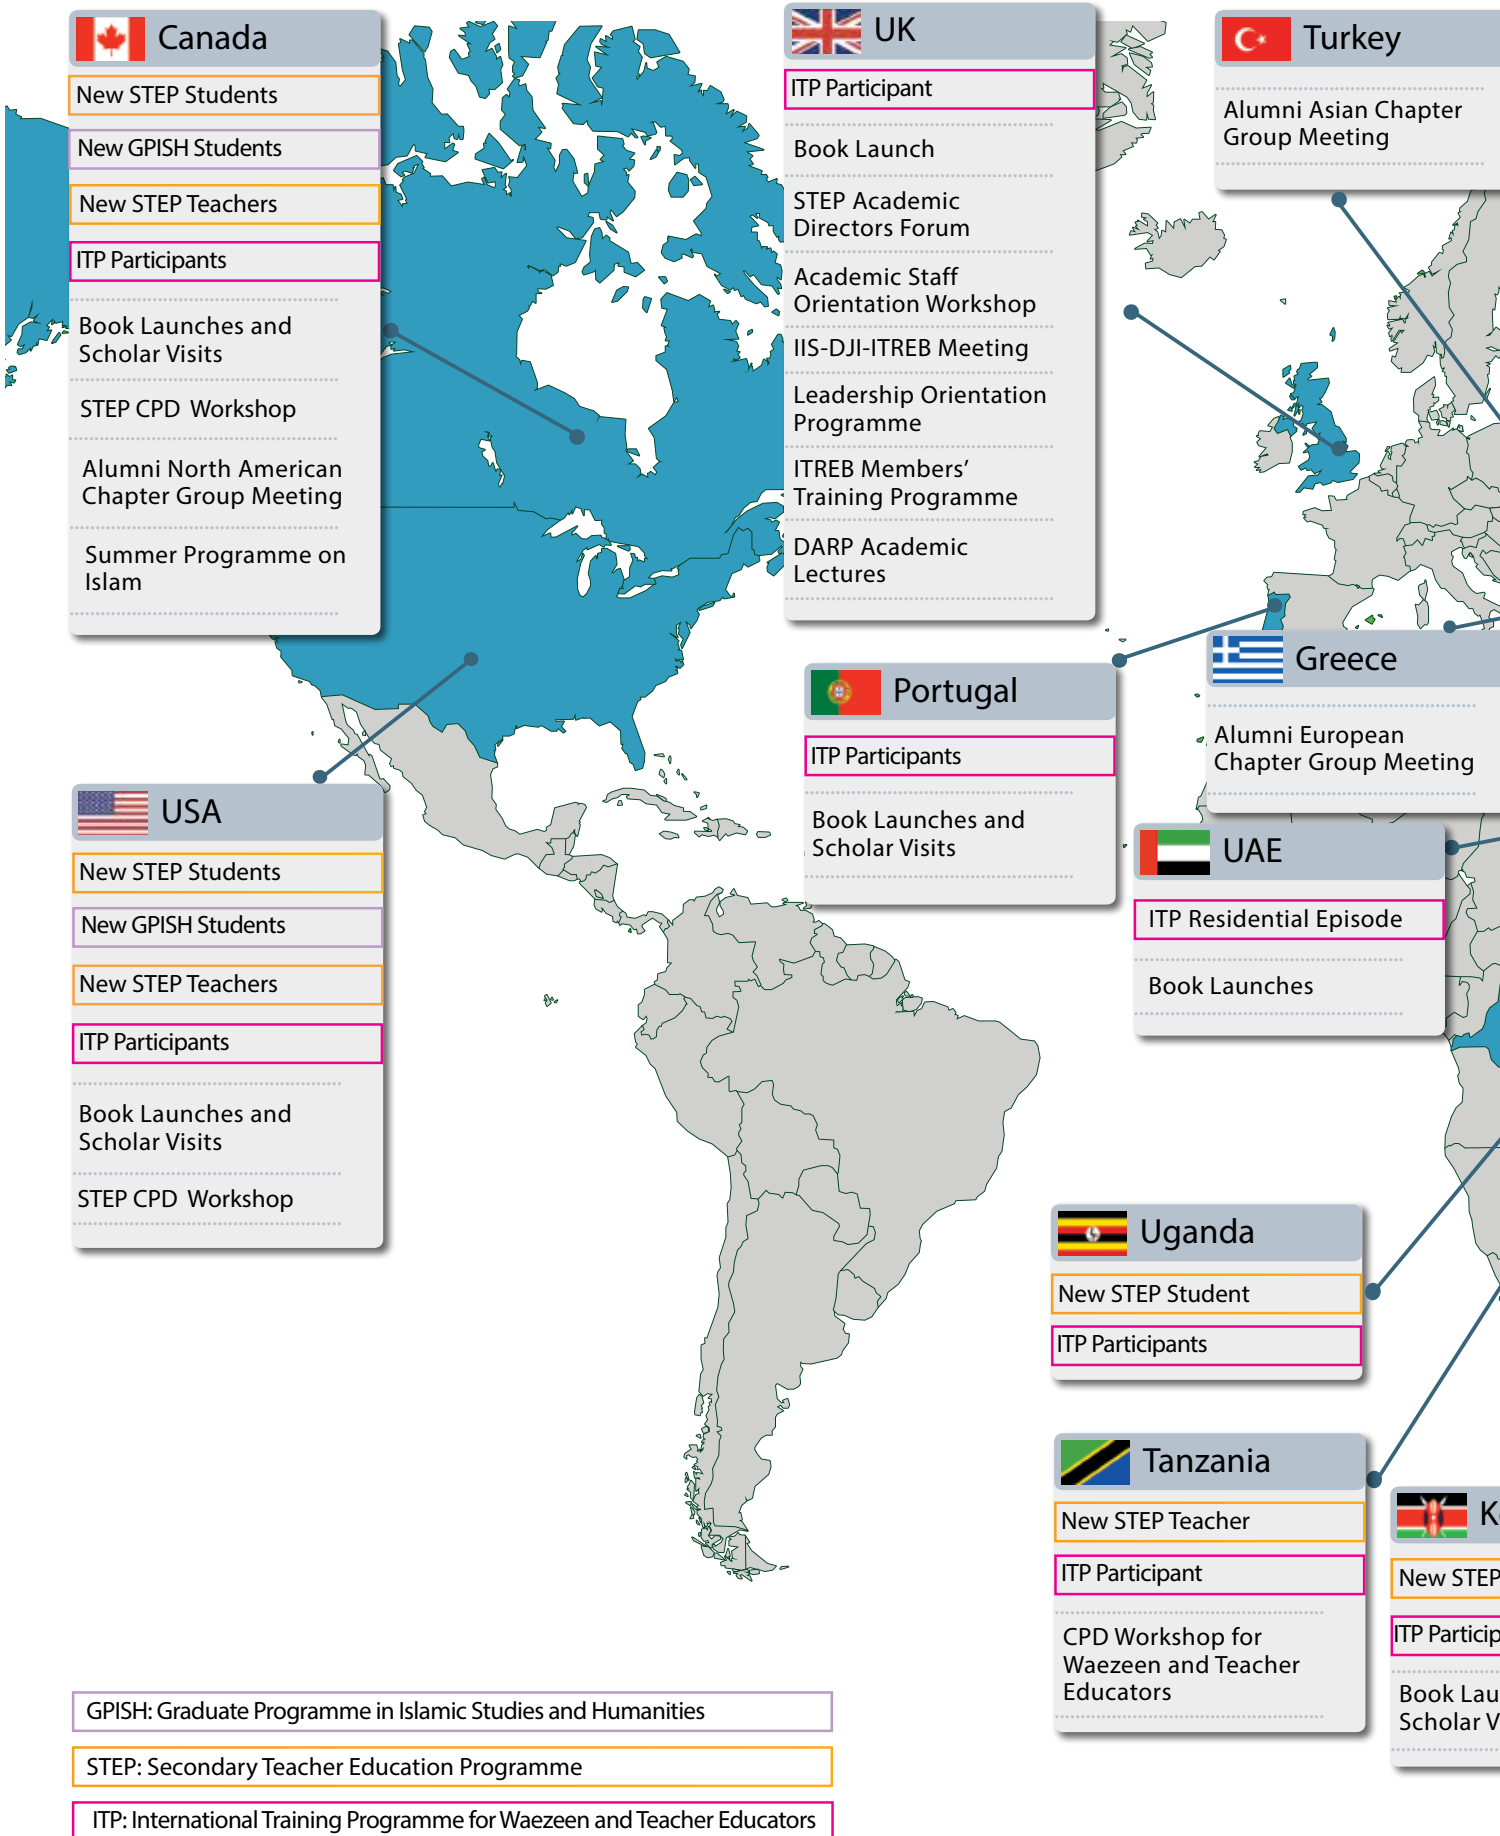 Canada
New STEP Students
New GPISH Students
New STEP Teachers
ITP Participants
Book Launches and
Scholar Visits
STEP CPD Workshop
Alumni North American
Chapter Group Meeting
Summer Programme on
Islam
UK
ITP Participant
Book Launch
STEP Academic
Directors Forum
Academic Staff
Orientation Workshop
IIS-DJI-ITREB Meeting
Leadership Orientation
Programme
ITREB Members’
Training Programme
DARP Academic
Lectures
Turkey
Alumni Asian Chapter
Group Meeting
Portugal
ITP Participants
Book Launches and
Scholar Visits
Greece
Alumni European
Chapter Group Meeting
UAE
ITP Residential Episode
Book Launches
USA
New STEP Students
New GPISH Students
New STEP Teachers
ITP Participants
Book Launches and
Scholar Visits
STEP CPD Workshop
Uganda
New STEP Student
ITP Participants
Tanzania
New STEP Teacher
ITP Participant
CPD Workshop for
Waezeen and Teacher
Educators
New STEP
ITP
Book
Scholar
GPISH: Graduate Programme in Islamic Studies and Humanities
STEP: Secondary Teacher Education Programme
ITP: International Training Programme for Waezeen and Teacher Educators